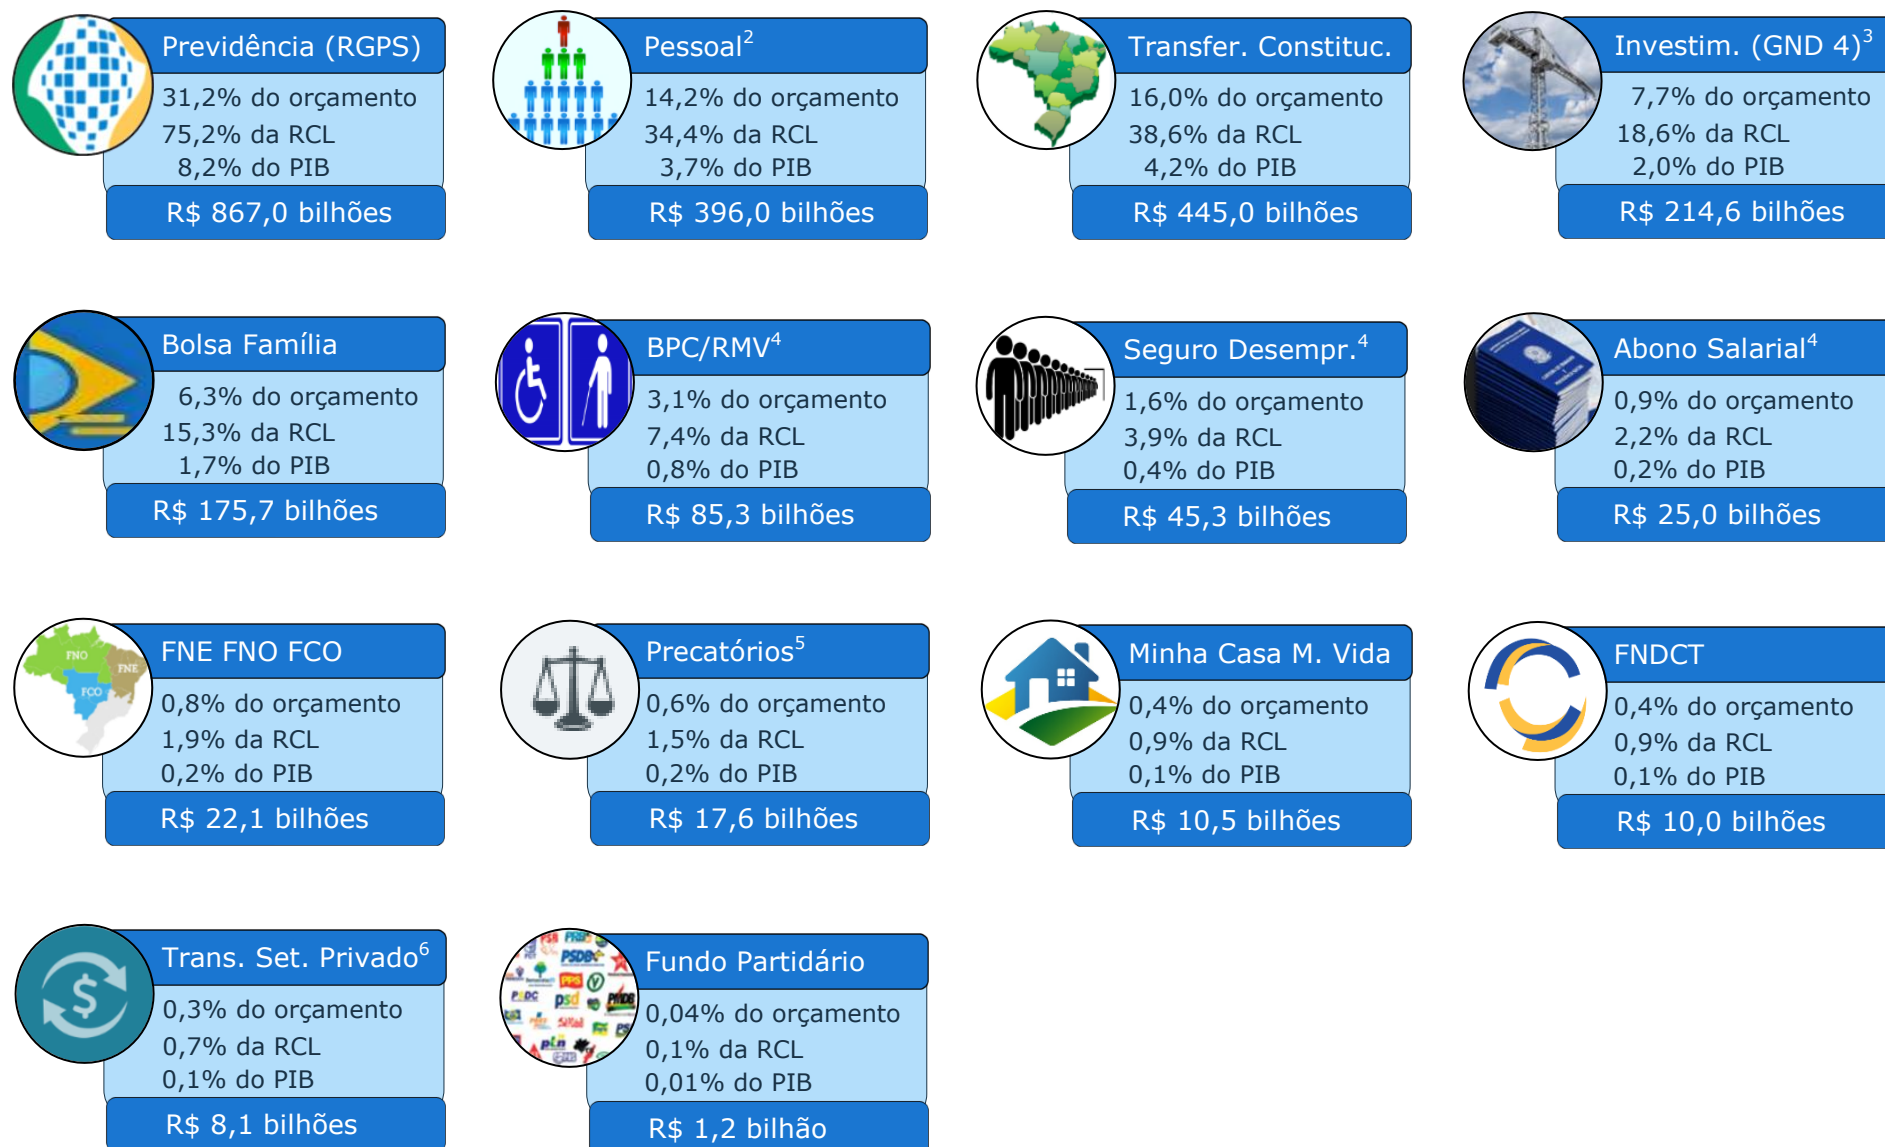 Previdência (RGPS)
31,2% do orçamento
75,2% da RCL
8,2% do PIB
R$ 867,0 bilhões
Pessoal²
14,2% do orçamento
34,4% da RCL
3,7% do PIB
R$ 396,0 bilhões
Transfer. Constituc.
16,0% do orçamento
38,6% da RCL
4,2% do PIB
R$ 445,0 bilhões
Investim. (GND 4)³
7,7% do orçamento
18,6% da RCL
2,0% do PIB
R$ 214,6 bilhões
Bolsa Família
6,3% do orçamento
15,3% da RCL
1,7% do PIB
R$ 175,7 bilhões
BPC/RMV⁴
3,1% do orçamento
7,4% da RCL
0,8% do PIB
R$ 85,3 bilhões
Seguro Desempr.⁴
1,6% do orçamento
3,9% da RCL
0,4% do PIB
R$ 45,3 bilhões
Abono Salarial⁴
0,9% do orçamento
2,2% da RCL
0,2% do PIB
R$ 25,0 bilhões
FNO
FNE
FCO
FNE FNO FCO
0,8% do orçamento
1,9% da RCL
0,2% do PIB
R$ 22,1 bilhões
Precatórios⁵
0,6% do orçamento
1,5% da RCL
0,2% do PIB
R$ 17,6 bilhões
Minha Casa M. Vida
0,4% do orçamento
0,9% da RCL
0,1% do PIB
R$ 10,5 bilhões
FNDCT
0,4% do orçamento
0,9% da RCL
0,1% do PIB
R$ 10,0 bilhões
$
Trans. Set. Privado⁶
0,3% do orçamento
0,7% da RCL
0,1% do PIB
R$ 8,1 bilhões
PSDB
PPS
psd
PMDB
Fundo Partidário
0,04% do orçamento
0,1% da RCL
0,01% do PIB
R$ 1,2 bilhão